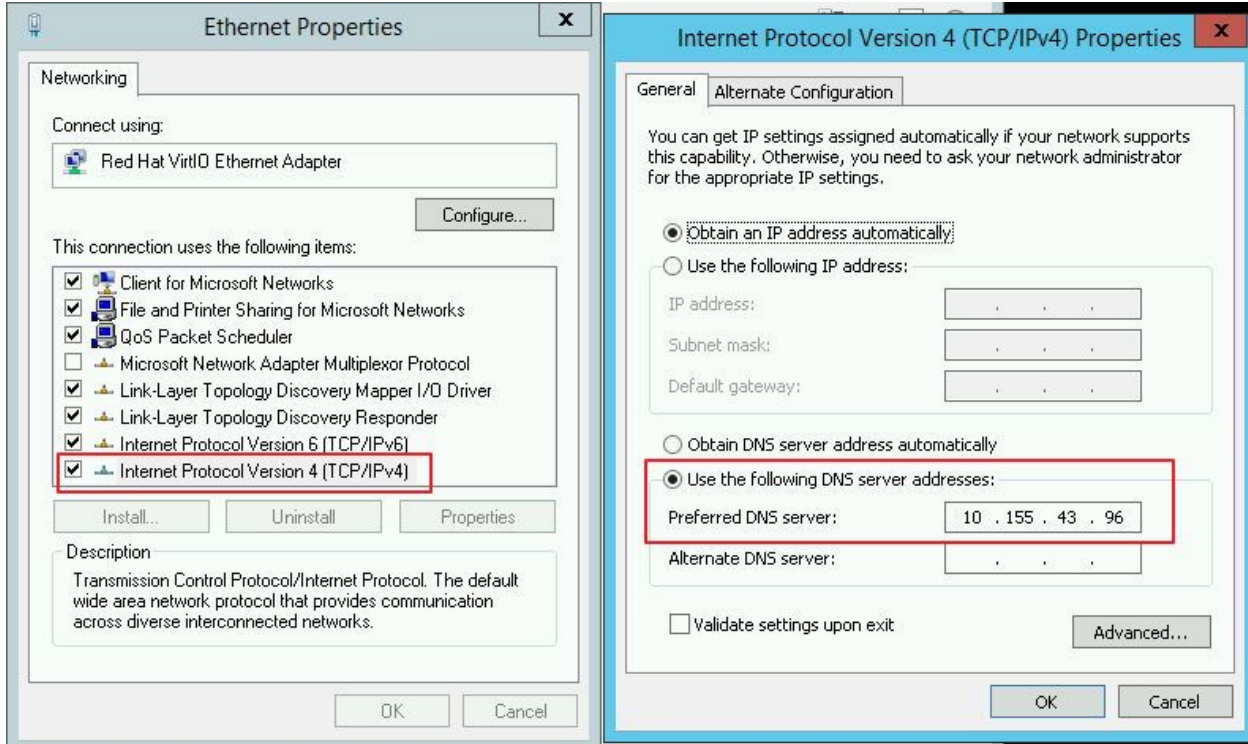 Ethernet Properties
x
Networking
Connect using:
Red Hat VirtIO Ethernet Adapter
Configure...
This connection uses the following items:
Client for Microsoft Networks
File and Printer Sharing for Microsoft Networks
QoS Packet Scheduler
Microsoft Network Adapter Multiplexor Protocol
Link-Layer Topology Discovery Mapper I/O Driver
Link-Layer Topology Discovery Responder
Internet Protocol Version 6 (TCP/IPv6)
Internet Protocol Version 4 (TCP/IPv4)
Install...
Uninstall
Properties
Description
Transmission Control Protocol/Internet Protocol. The default
wide area network protocol that provides communication
across diverse interconnected networks.
OK
Cancel
Internet Protocol Version 4 (TCP/IPv4) Properties
x
General
Alternate Configuration
You can get IP settings assigned automatically if your network supports
this capability. Otherwise, you need to ask your network administrator
for the appropriate IP settings.
Obtain an IP address automatically
Use the following IP address:
IP address:
. . .
Subnet mask:
. . .
Default gateway:
. . .
Obtain DNS server address automatically
Use the following DNS server addresses:
Preferred DNS server:
10 . 155 . 43 . 96
Alternate DNS server:
. . .
Validate settings upon exit
Advanced...
OK
Cancel